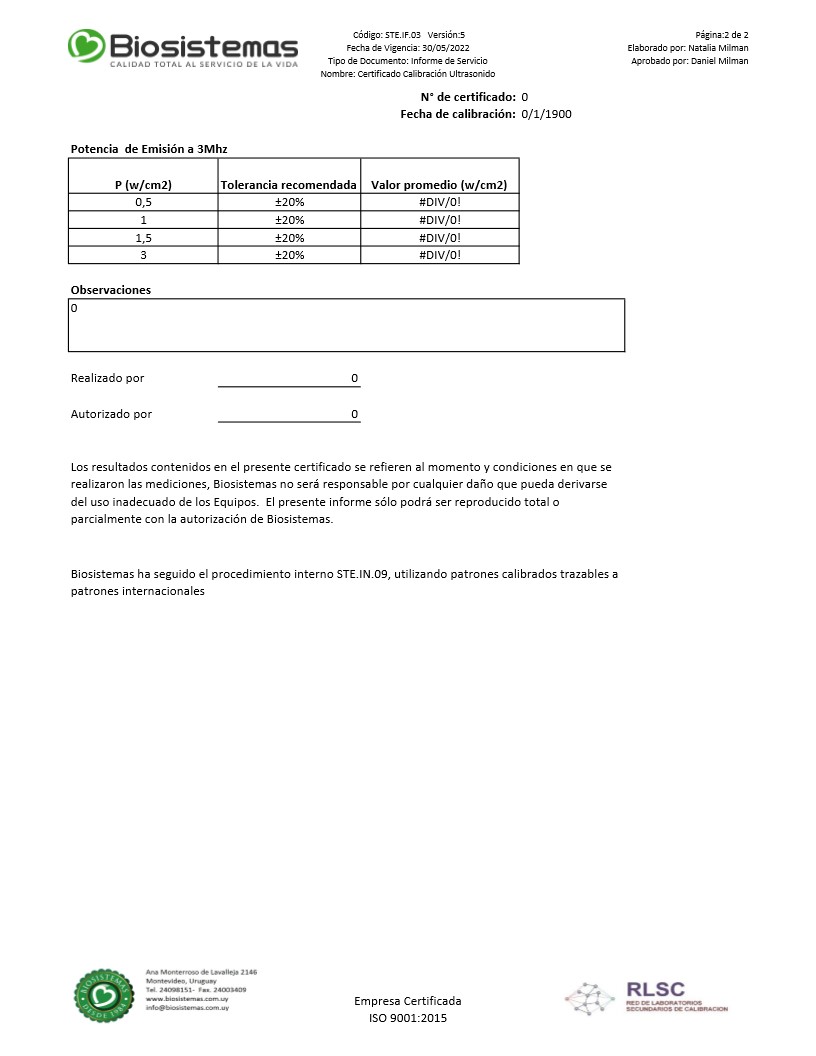 Biosistemas
CALIDAD TOTAL AL SERVICIO DE LA VIDA
Código: STE.IF.03 Versión:5
Fecha de Vigencia: 30/05/2022
Tipo de Documento: Informe de Servicio
Nombre: Certificado Calibración Ultrasonido
Página:2 de 2
Elaborado por: Natalia Milman
Aprobado por: Daniel Milman
N° de certificado: 0
Fecha de calibración: 0/1/1900
Potencia de Emisión a 3Mhz
P (w/cm2) Tolerancia recomendada Valor promedio (w/cm2)
0,5 ±20% #DIV/0!
1 ±20% #DIV/0!
1,5 ±20% #DIV/0!
3 ±20% #DIV/0!
Observaciones
0
Realizado por 0
Autorizado por 0
Los resultados contenidos en el presente certificado se refieren al momento y condiciones en que se
realizaron las mediciones, Biosistemas no será responsable por cualquier daño que pueda derivarse
del uso inadecuado de los Equipos. El presente informe sólo podrá ser reproducido total o
parcialmente con la autorización de Biosistemas.
Biosistemas ha seguido el procedimiento interno STE.IN.09, utilizando patrones calibrados trazables a
patrones internacionales
BIOSISTEMAS
DESDE 1984
Ana Monterroso de Lavalleja 2146
Montevideo, Uruguay
Tel. 24098151- Fax. 24003409
www.biosistemas.com.uy
info@biosistemas.com.uy
Empresa Certificada
ISO 9001:2015
RLSC
RED DE LABORATORIOS
SECUNDARIOS DE CALIBRACION